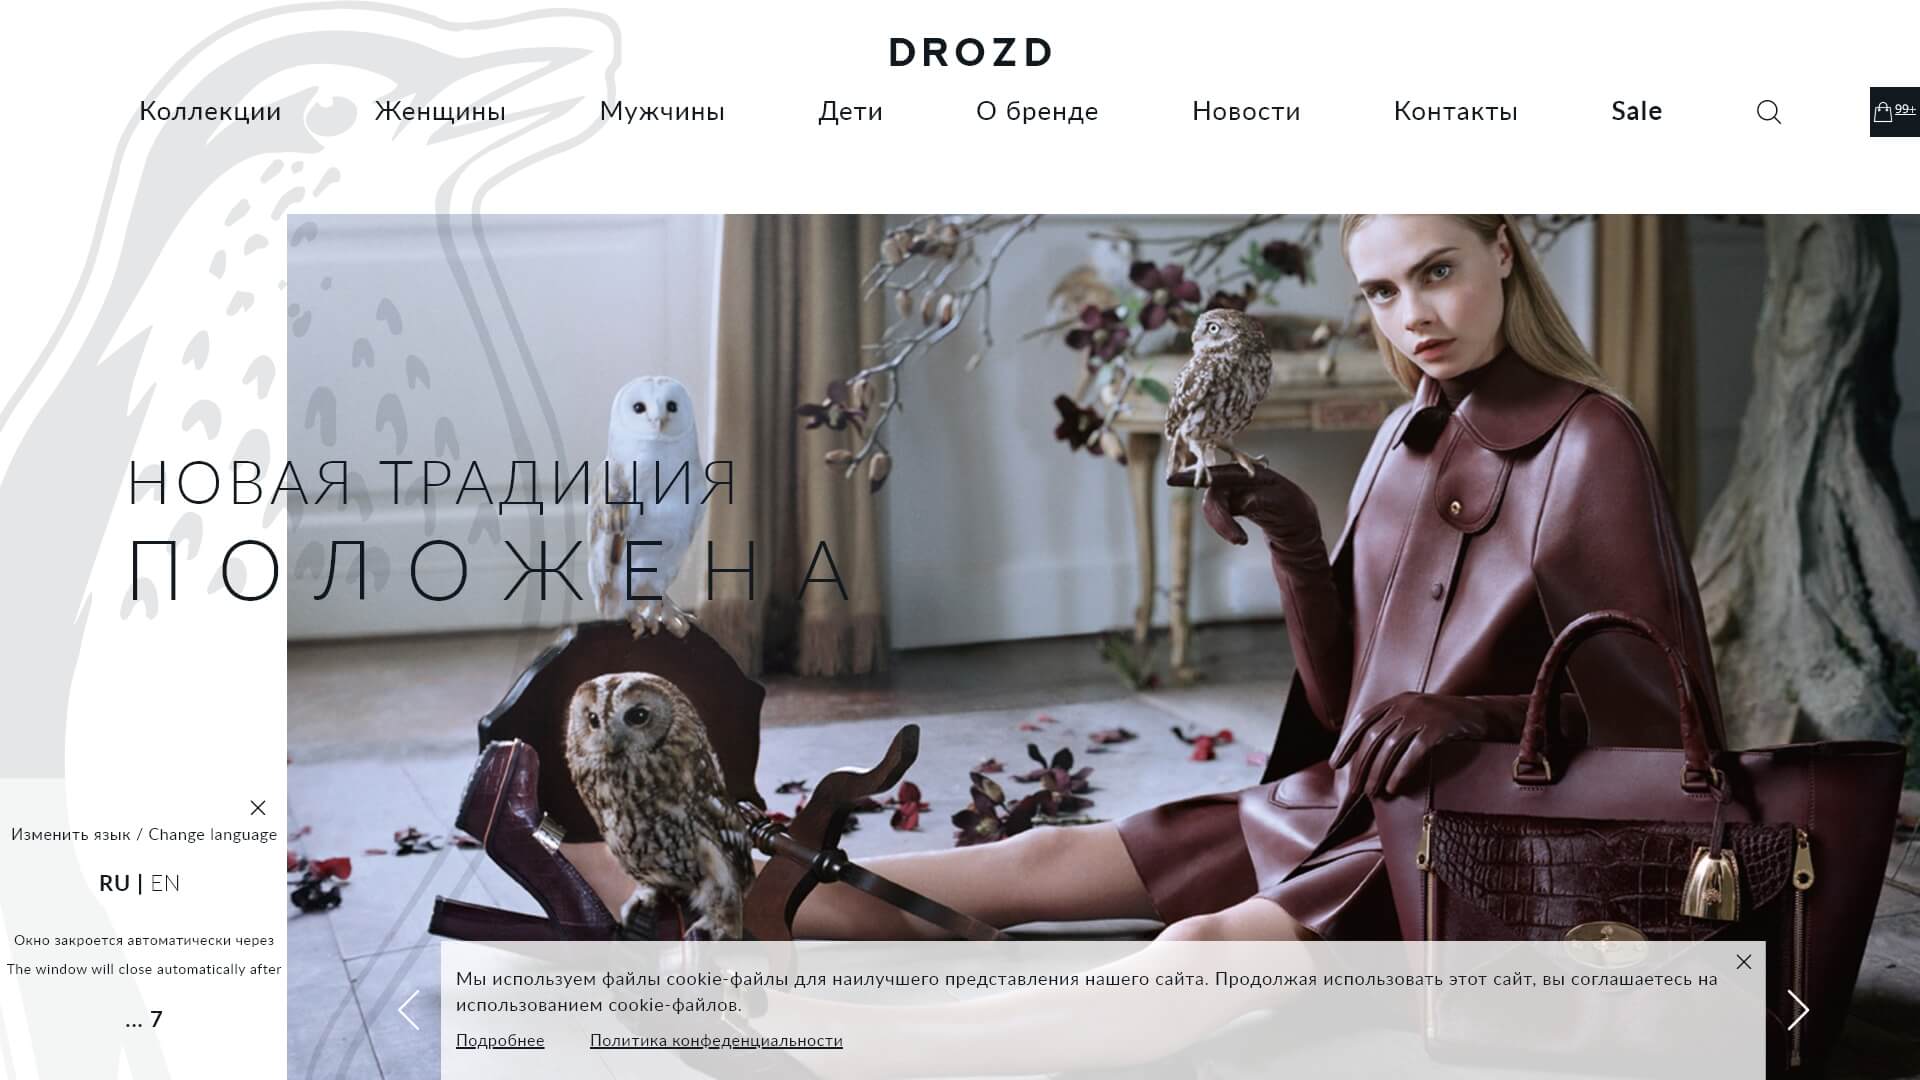 DROZD
Коллекции Женщины Мужчины Дети О бренде Новости Контакты Sale
99+
НОВАЯ ТРАДИЦИЯ
ПОЛОЖЕНА
Изменить язык / Change language
RU | EN
Окно закроется автоматически через
The window will close automatically after
... 7
Мы используем файлы cookie-файлы для наилучшего представления нашего сайта. Продолжая использовать этот сайт, вы соглашаетесь на
использованием cookie-файлов.
Подробнее Политика конфеденциальности